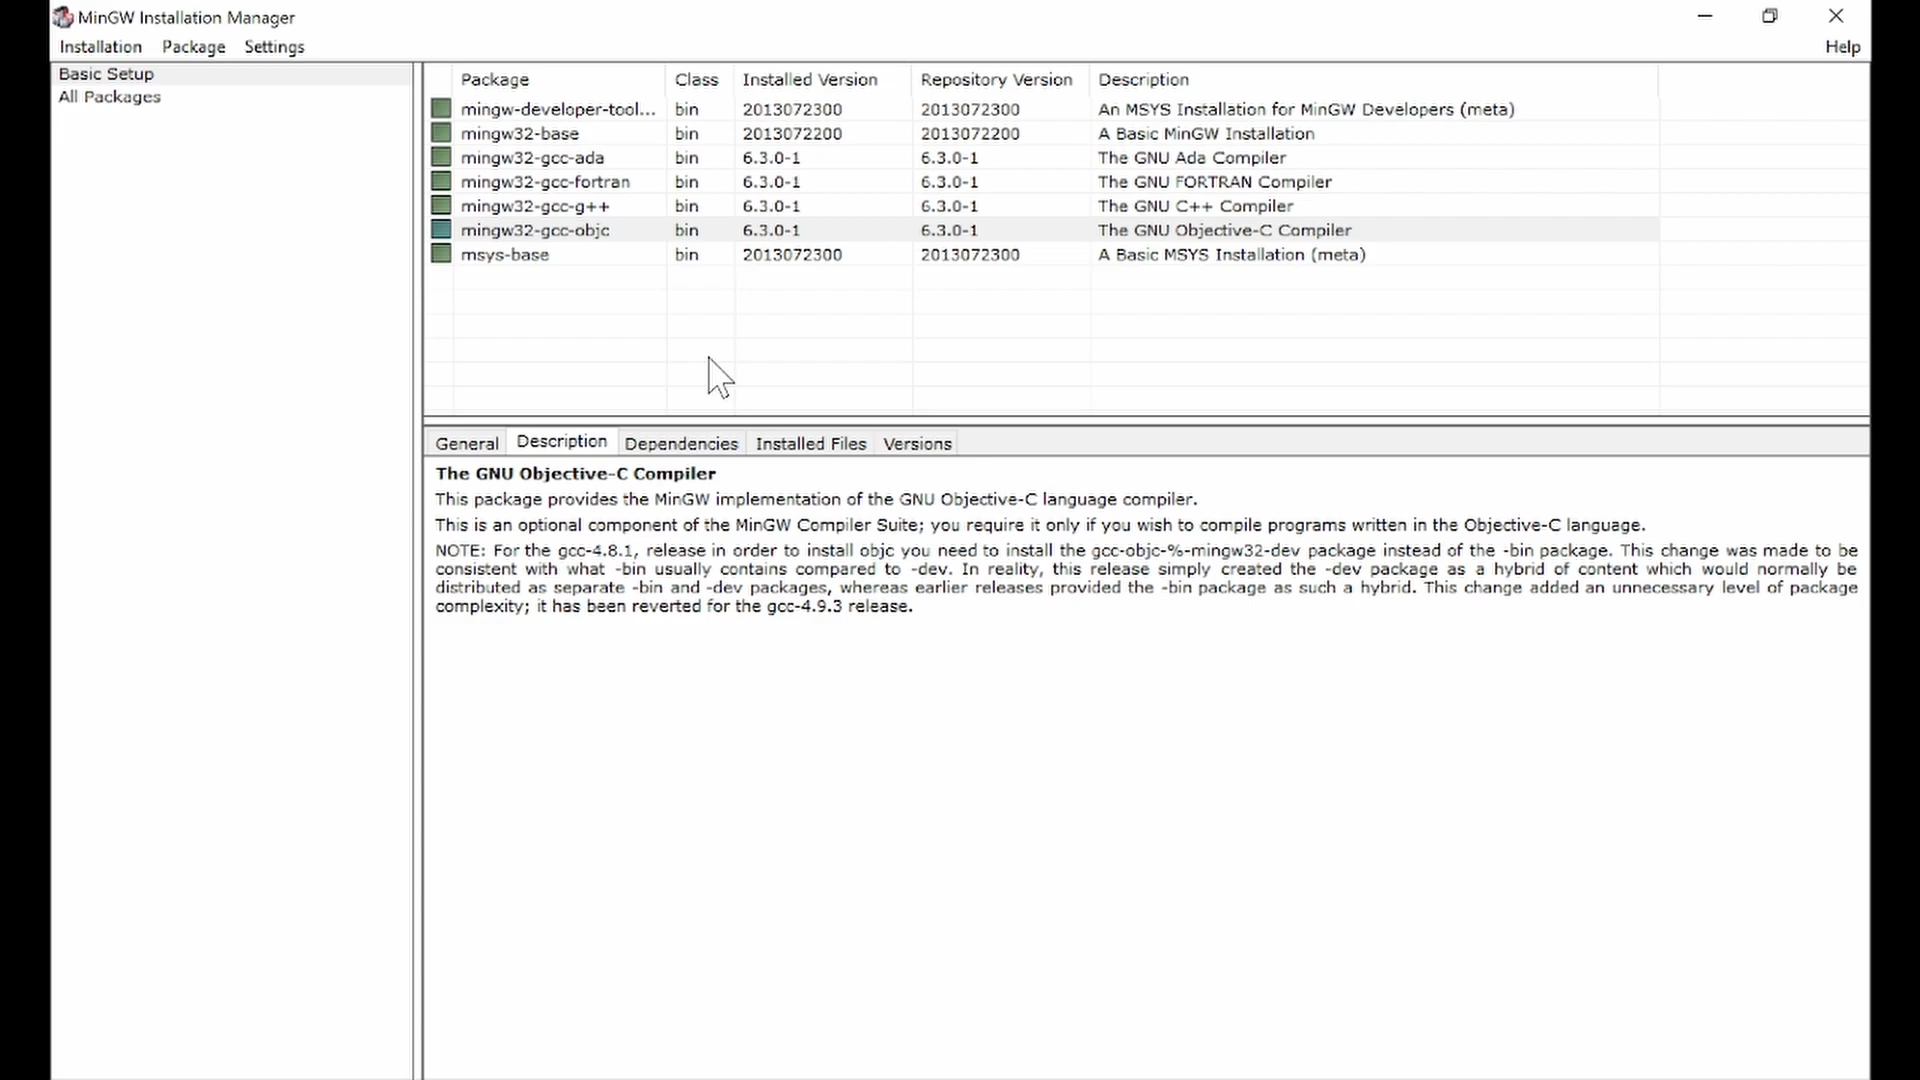 MinGW Installation Manager
Installation Package Settings Help
Basic Setup
All Packages
Package Class Installed Version Repository Version Description
mingw-developer-tool... bin 2013072300 2013072300 An MSYS Installation for MinGW Developers (meta)
mingw32-base bin 2013072200 2013072200 A Basic MinGW Installation
mingw32-gcc-ada bin 6.3.0-1 6.3.0-1 The GNU Ada Compiler
mingw32-gcc-fortran bin 6.3.0-1 6.3.0-1 The GNU FORTRAN Compiler
mingw32-gcc-g++ bin 6.3.0-1 6.3.0-1 The GNU C++ Compiler
mingw32-gcc-objc bin 6.3.0-1 6.3.0-1 The GNU Objective-C Compiler
msys-base bin 2013072300 2013072300 A Basic MSYS Installation (meta)
General Description Dependencies Installed Files Versions
The GNU Objective-C Compiler
This package provides the MinGW implementation of the GNU Objective-C language compiler.
This is an optional component of the MinGW Compiler Suite; you require it only if you wish to compile programs written in the Objective-C language.
NOTE: For the gcc-4.8.1, release in order to install objc you need to install the gcc-objc-%-mingw32-dev package instead of the -bin package. This change was made to be
consistent with what -bin usually contains compared to -dev. In reality, this release simply created the -dev package as a hybrid of content which would normally be
distributed as separate -bin and -dev packages, whereas earlier releases provided the -bin package as such a hybrid. This change added an unnecessary level of package
complexity; it has been reverted for the gcc-4.9.3 release.